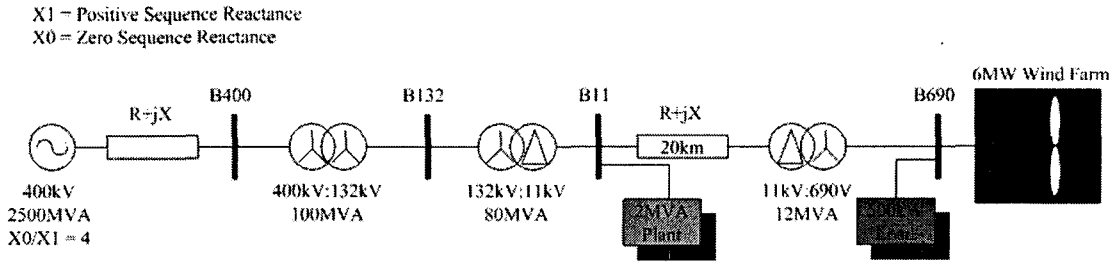 X1 = Positive Sequence Reactance
X0 = Zero Sequence Reactance
6MW Wind Farm
B400
B132
B11
R+jX
B690
R+jX
20km
400kV
2500MVA
X0/X1 = 4
400kV:132kV
100MVA
132kV:11kV
80MVA
2MVA
Plant
11kV:690V
12MVA